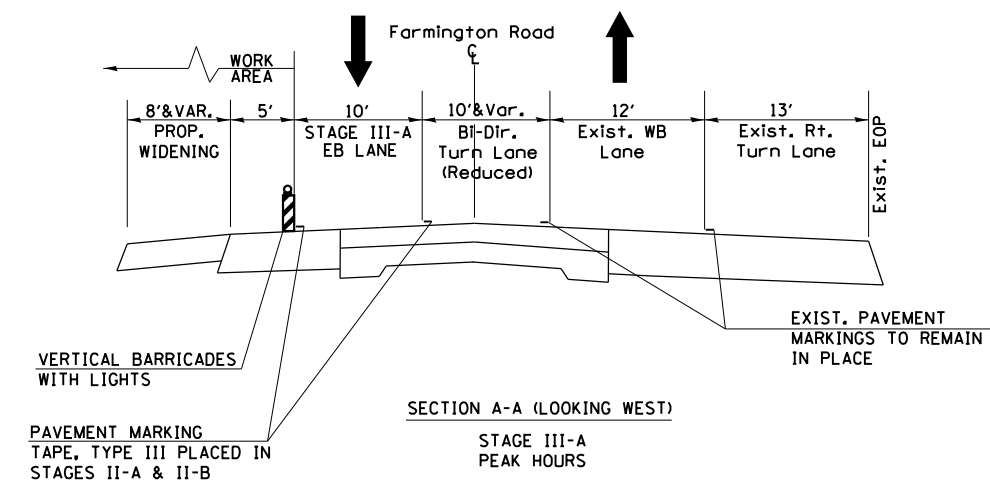 Farmington Road
℄
WORK
AREA
8'&VAR.
PROP.
WIDENING
5'
10'
STAGE III-A
EB LANE
10'&Var.
Bi-Dir.
Turn Lane
(Reduced)
12'
Exist. WB
Lane
13'
Exist. Rt.
Turn Lane
Exist. EOP
VERTICAL BARRICADES
WITH LIGHTS
EXIST. PAVEMENT
MARKINGS TO REMAIN
IN PLACE
PAVEMENT MARKING
TAPE, TYPE III PLACED IN
STAGES II-A & II-B
SECTION A-A (LOOKING WEST)
STAGE III-A
PEAK HOURS